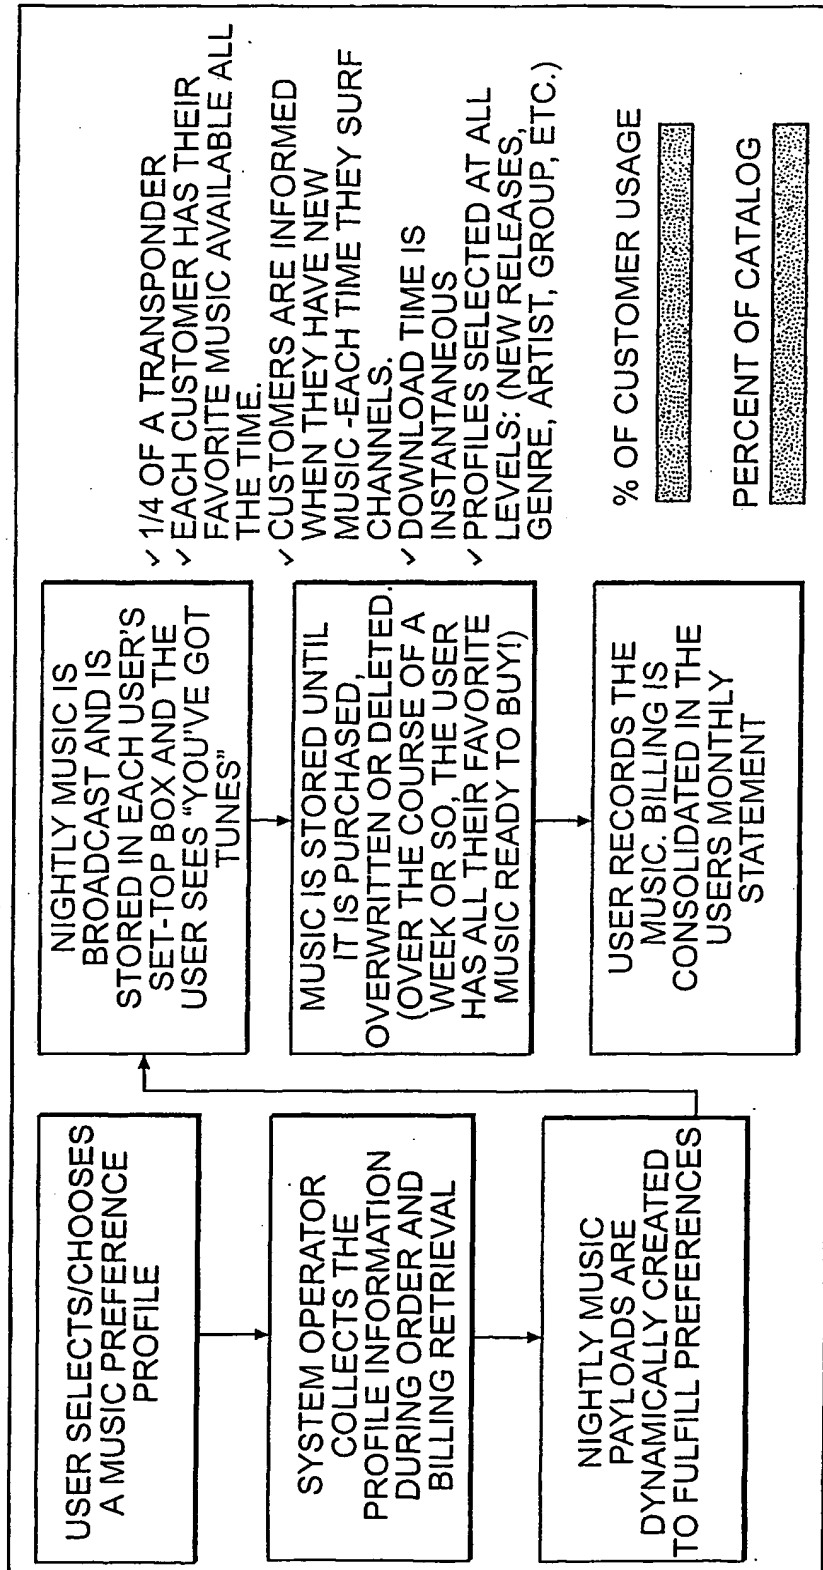 USER SELECTS/CHOOSES
A MUSIC PREFERENCE
PROFILE
SYSTEM OPERATOR
COLLECTS THE
PROFILE INFORMATION
DURING ORDER AND
BILLING RETRIEVAL
NIGHTLY MUSIC
PAYLOADS ARE
DYNAMICALLY CREATED
TO FULFILL PREFERENCES
NIGHTLY MUSIC IS
BROADCAST AND IS
STORED IN EACH USER'S
SET-TOP BOX AND THE
USER SEES "YOU'VE GOT
TUNES"
MUSIC IS STORED UNTIL
IT IS PURCHASED,
OVERWRITTEN OR DELETED.
(OVER THE COURSE OF A
WEEK OR SO, THE USER
HAS ALL THEIR FAVORITE
MUSIC READY TO BUY!)
USER RECORDS THE
MUSIC. BILLING IS
CONSOLIDATED IN THE
USERS MONTHLY
STATEMENT
✓ 1/4 OF A TRANSPONDER
✓ EACH CUSTOMER HAS THEIR
FAVORITE MUSIC AVAILABLE ALL
THE TIME.
✓ CUSTOMERS ARE INFORMED
WHEN THEY HAVE NEW
MUSIC -EACH TIME THEY SURF
CHANNELS.
✓ DOWNLOAD TIME IS
INSTANTANEOUS
✓ PROFILES SELECTED AT ALL
LEVELS: (NEW RELEASES,
GENRE, ARTIST, GROUP, ETC.)
% OF CUSTOMER USAGE
PERCENT OF CATALOG